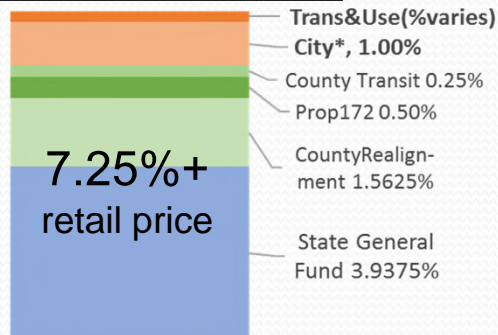 Trans&Use(%varies)
City*, 1.00%
County Transit 0.25%
Prop172 0.50%
CountyRealign-
ment 1.5625%
7.25%+
retail price
State General
Fund 3.9375%